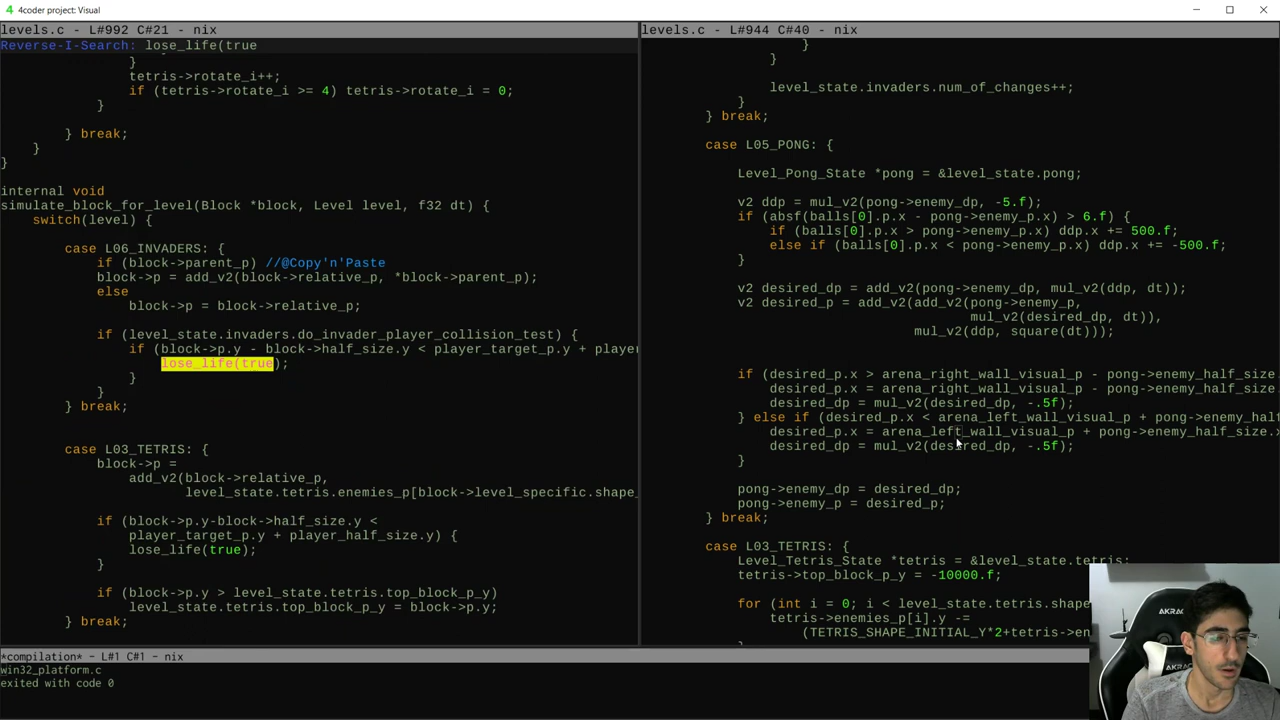 4coder project: Visual
levels.c - L#992 C#21 - nix
Reverse-I-Search: lose_life(true
}
tetris->rotate_i++;
if (tetris->rotate_i >= 4) tetris->rotate_i = 0;
}
} break;
}
}
internal void
simulate_block_for_level(Block *block, Level level, f32 dt) {
switch(level) {
case L06_INVADERS: {
if (block->parent_p) //@Copy'n'Paste
block->p = add_v2(block->relative_p, *block->parent_p);
else
block->p = block->relative_p;
if (level_state.invaders.do_invader_player_collision_test) {
if (block->p.y - block->half_size.y < player_target_p.y + player
lose_life(true);
}
}
} break;
case L03_TETRIS: {
block->p =
add_v2(block->relative_p,
level_state.tetris.enemies_p[block->level_specific.shape_
if (block->p.y-block->half_size.y <
player_target_p.y + player_half_size.y) {
lose_life(true);
}
if (block->p.y > level_state.tetris.top_block_p_y)
level_state.tetris.top_block_p_y = block->p.y;
} break;
levels.c - L#944 C#40 - nix
}
}
level_state.invaders.num_of_changes++;
}
} break;
case L05_PONG: {
Level_Pong_State *pong = &level_state.pong;
v2 ddp = mul_v2(pong->enemy_dp, -5.f);
if (absf(balls[0].p.x - pong->enemy_p.x) > 6.f) {
if (balls[0].p.x > pong->enemy_p.x) ddp.x += 500.f;
else if (balls[0].p.x < pong->enemy_p.x) ddp.x += -500.f;
}
v2 desired_dp = add_v2(pong->enemy_dp, mul_v2(ddp, dt));
v2 desired_p = add_v2(add_v2(pong->enemy_p,
mul_v2(desired_dp, dt)),
mul_v2(ddp, square(dt)));
if (desired_p.x > arena_right_wall_visual_p - pong->enemy_half_size.
desired_p.x = arena_right_wall_visual_p - pong->enemy_half_size.
desired_dp = mul_v2(desired_dp, -.5f);
} else if (desired_p.x < arena_left_wall_visual_p + pong->enemy_half
desired_p.x = arena_left_wall_visual_p + pong->enemy_half_size.x
desired_dp = mul_v2(desired_dp, -.5f);
}
pong->enemy_dp = desired_dp;
pong->enemy_p = desired_p;
} break;
case L03_TETRIS: {
Level_Tetris_State *tetris = &level_state.tetris;
tetris->top_block_p_y = -10000.f;
for (int i = 0; i < level_state.tetris.shape
tetris->enemies_p[i].y -=
(TETRIS_SHAPE_INITIAL_Y*2+tetris->en
*compilation* - L#1 C#1 - nix
win32_platform.c
exited with code 0
AKRAC